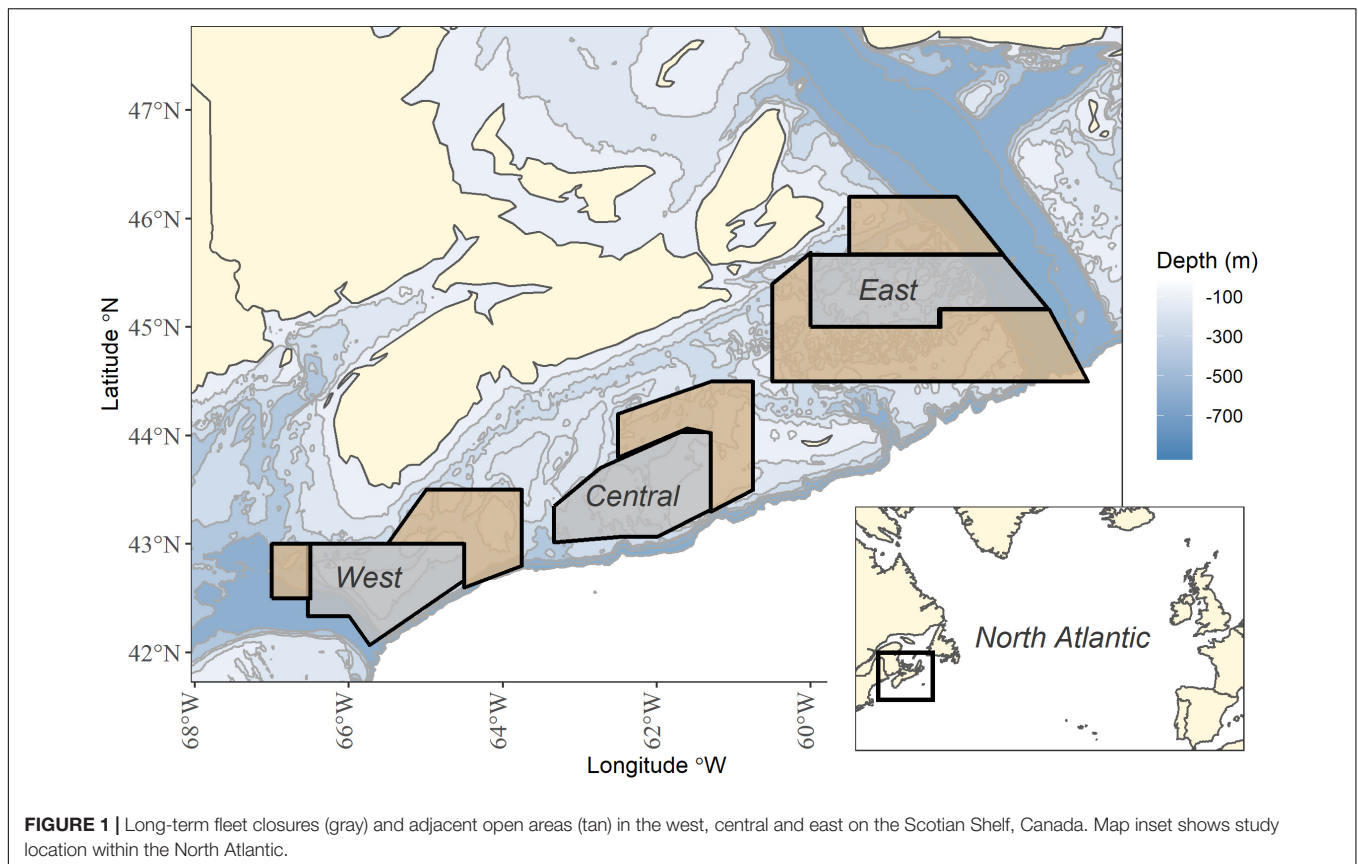 47°N
46°N
45°N
44°N
43°N
42°N
Latitude °N
68°W
66°W
64°W
62°W
60°W
Longitude °W
East
Central
West
Depth (m)
-100
-300
-500
-700
North Atlantic
FIGURE 1 | Long-term fleet closures (gray) and adjacent open areas (tan) in the west, central and east on the Scotian Shelf, Canada. Map inset shows study
location within the North Atlantic.